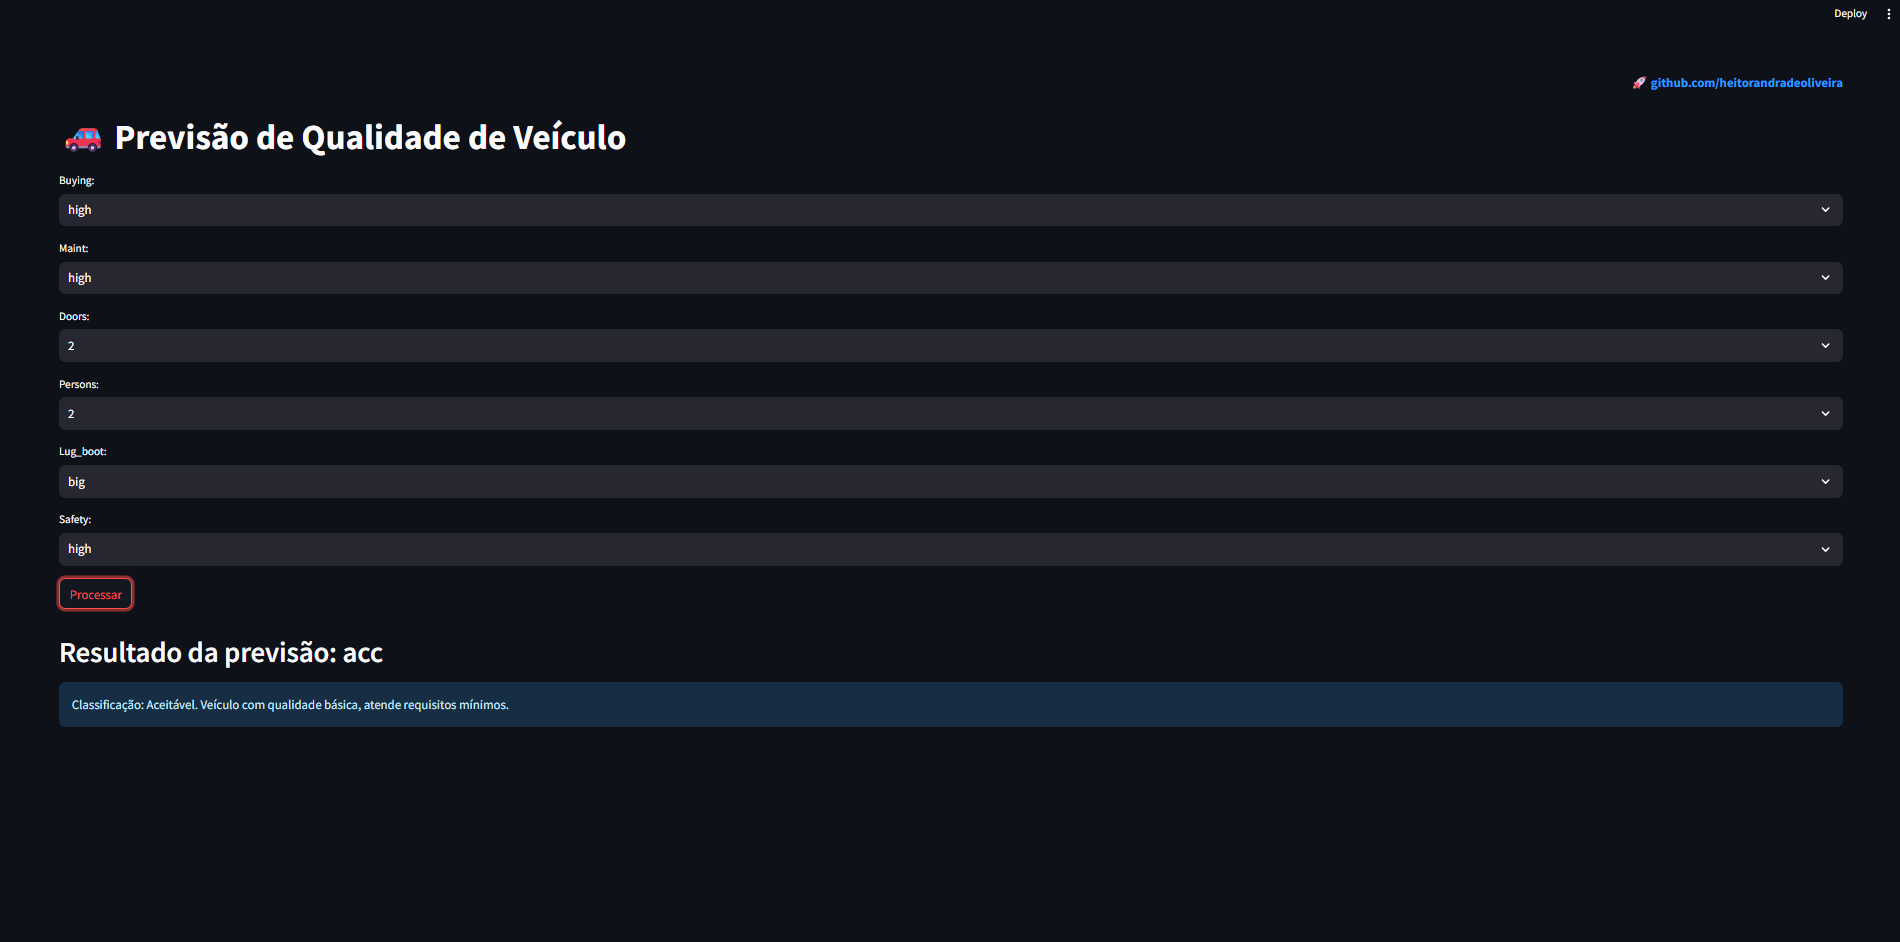 Deploy
github.com/heitorandradeoliveira
Previsão de Qualidade de Veículo
Buying:
high
Maint:
high
Doors:
2
Persons:
2
Lug_boot:
big
Safety:
high
Processar
Resultado da previsão: acc
Classificação: Aceitável. Veículo com qualidade básica, atende requisitos mínimos.